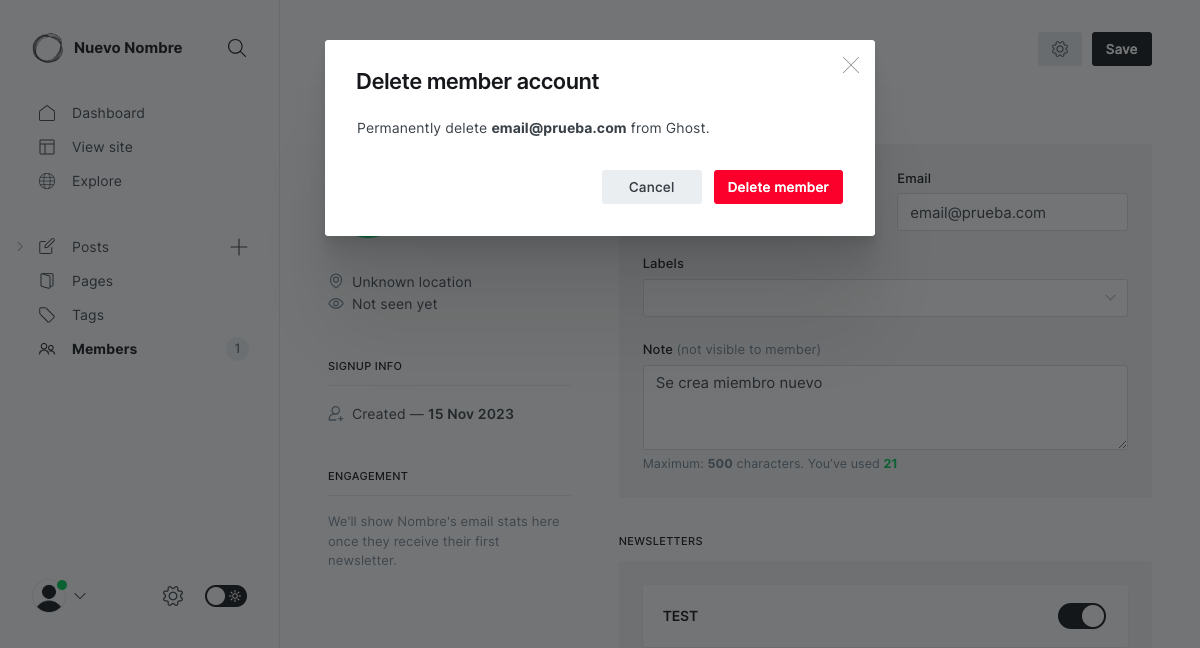 Nuevo Nombre
Dashboard
View site
Explore
Posts
Pages
Tags
Members
1
Save
Delete member account
Permanently delete email@prueba.com from Ghost.
Cancel
Delete member
Unknown location
Not seen yet
SIGNUP INFO
Created — 15 Nov 2023
ENGAGEMENT
We'll show Nombre's email stats here
once they receive their first
newsletter.
Email
email@prueba.com
Labels
Note (not visible to member)
Se crea miembro nuevo
Maximum: 500 characters. You've used 21
NEWSLETTERS
TEST